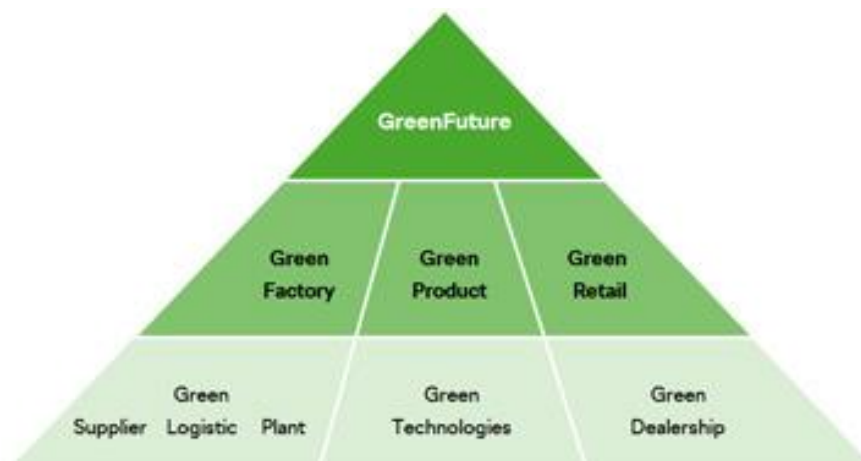 GreenFuture
Green
Factory
Green
Product
Green
Retail
Green
Supplier Logistic Plant
Green
Technologies
Green
Dealership